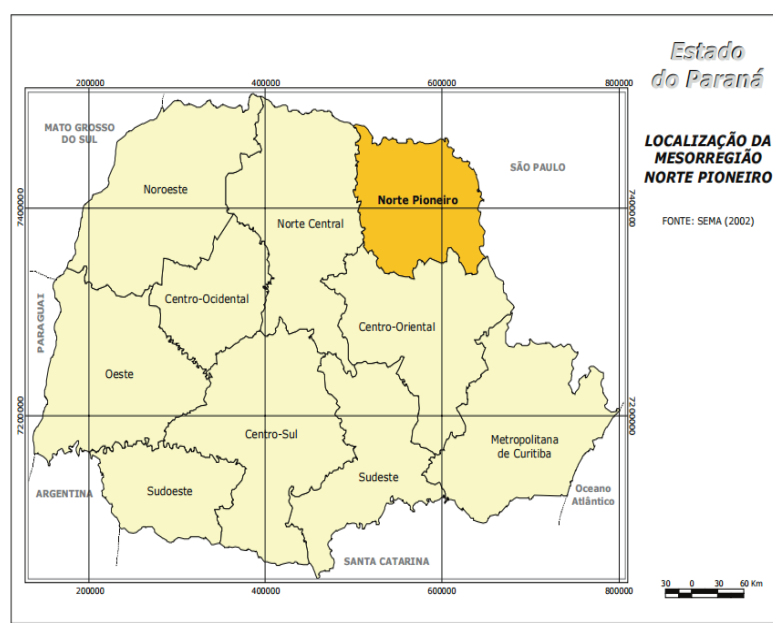 Estado
do Paraná
LOCALIZAÇÃO DA
MESORREGIÃO
NORTE PIONEIRO
FONTE: SEMA (2002)
200000
400000
600000
800000
MATO GROSSO
DO SUL
SÃO PAULO
Noroeste
Norte Pioneiro
7400000
7400000
Norte Central
PARAGUAI
Centro-Ocidental
Centro-Oriental
Oeste
7200000
7200000
Centro-Sul
Metropolitana
de Curitiba
Sudeste
Sudoeste
ARGENTINA
Oceano
Atlântico
SANTA CATARINA
200000
400000
600000
800000
30 0 30 60 Km